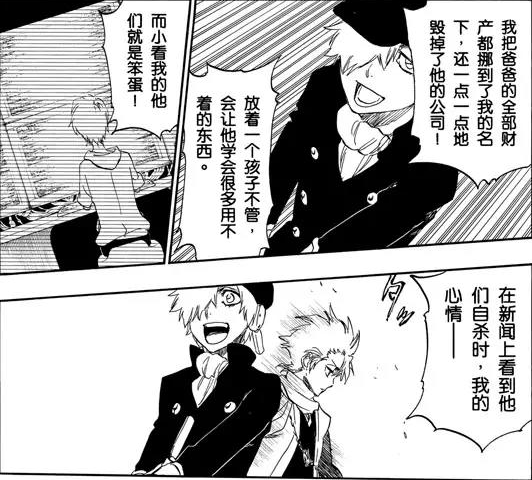 我把爸爸的全部财
产都挪到了我的名
下，还一点一点地
毁掉了他的公司！
放着一个孩子不管，
会让他学会很多用不
着的东西。
而小看我的他
们就是笨蛋！
在新闻上看到他
们自杀时，我的
心情——